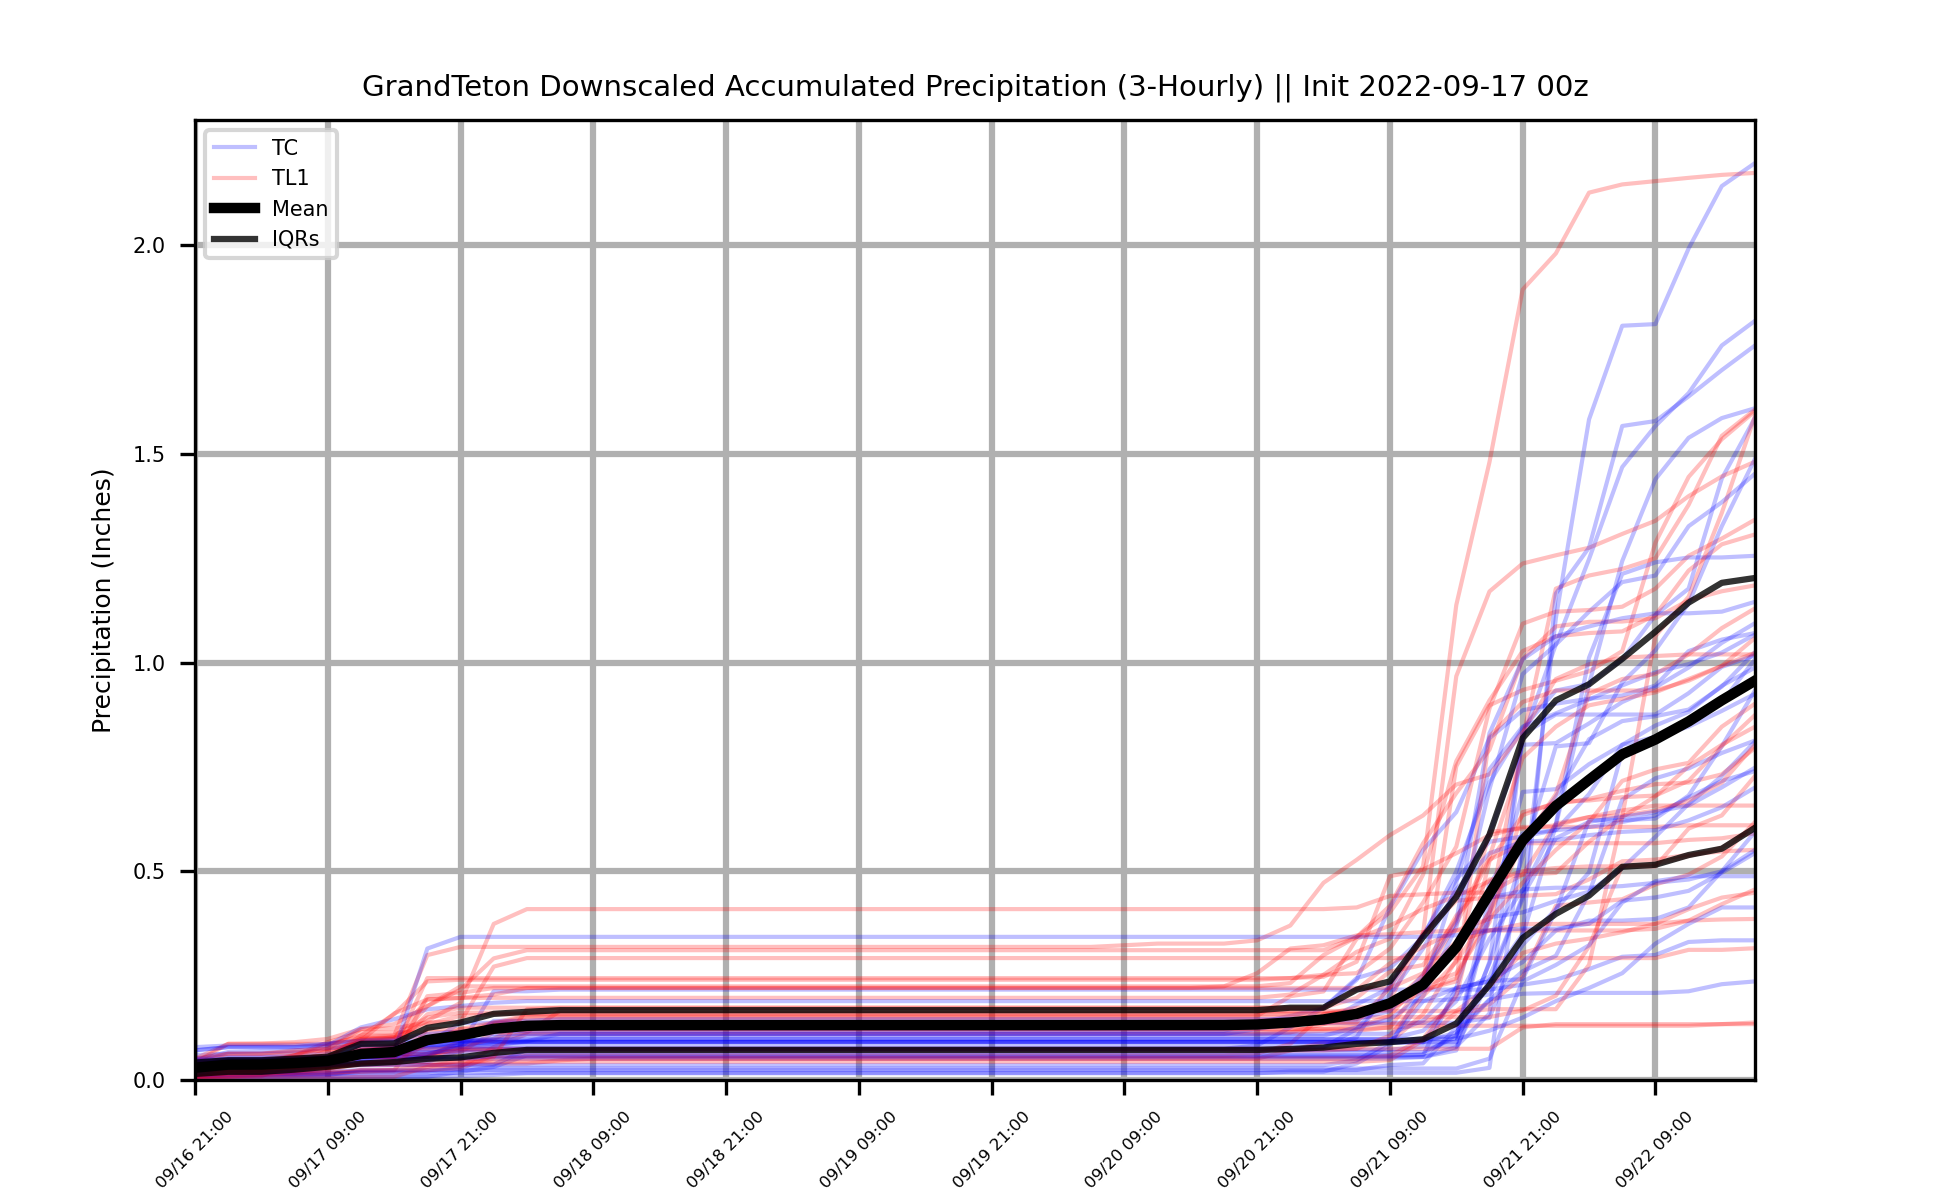 GrandTeton Downscaled Accumulated Precipitation (3-Hourly) || Init 2022-09-17 00z
TC
TL1
Mean
IQRs
Precipitation (Inches)
2.0
1.5
1.0
0.5
0.0
09/16 21:00
09/17 09:00
09/17 21:00
09/18 09:00
09/18 21:00
09/19 09:00
09/19 21:00
09/20 09:00
09/20 21:00
09/21 09:00
09/21 21:00
09/22 09:00